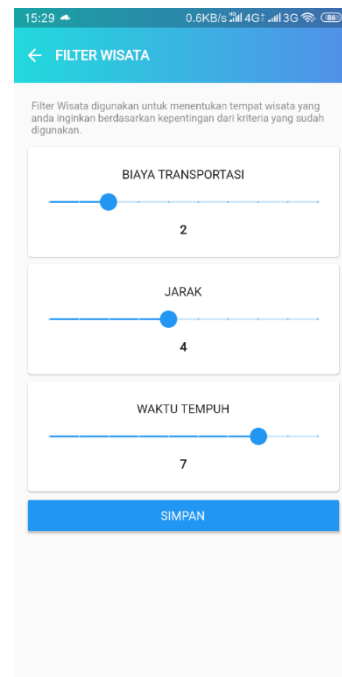 15:29 0.6KB/s 4G+ 3G 86
FILTER WISATA
Filter Wisata digunakan untuk menentukan tempat wisata yang
anda inginkan berdasarkan kepentingan dari kriteria yang sudah
digunakan.
BIAYA TRANSPORTASI
2
JARAK
4
WAKTU TEMPUH
7
SIMPAN